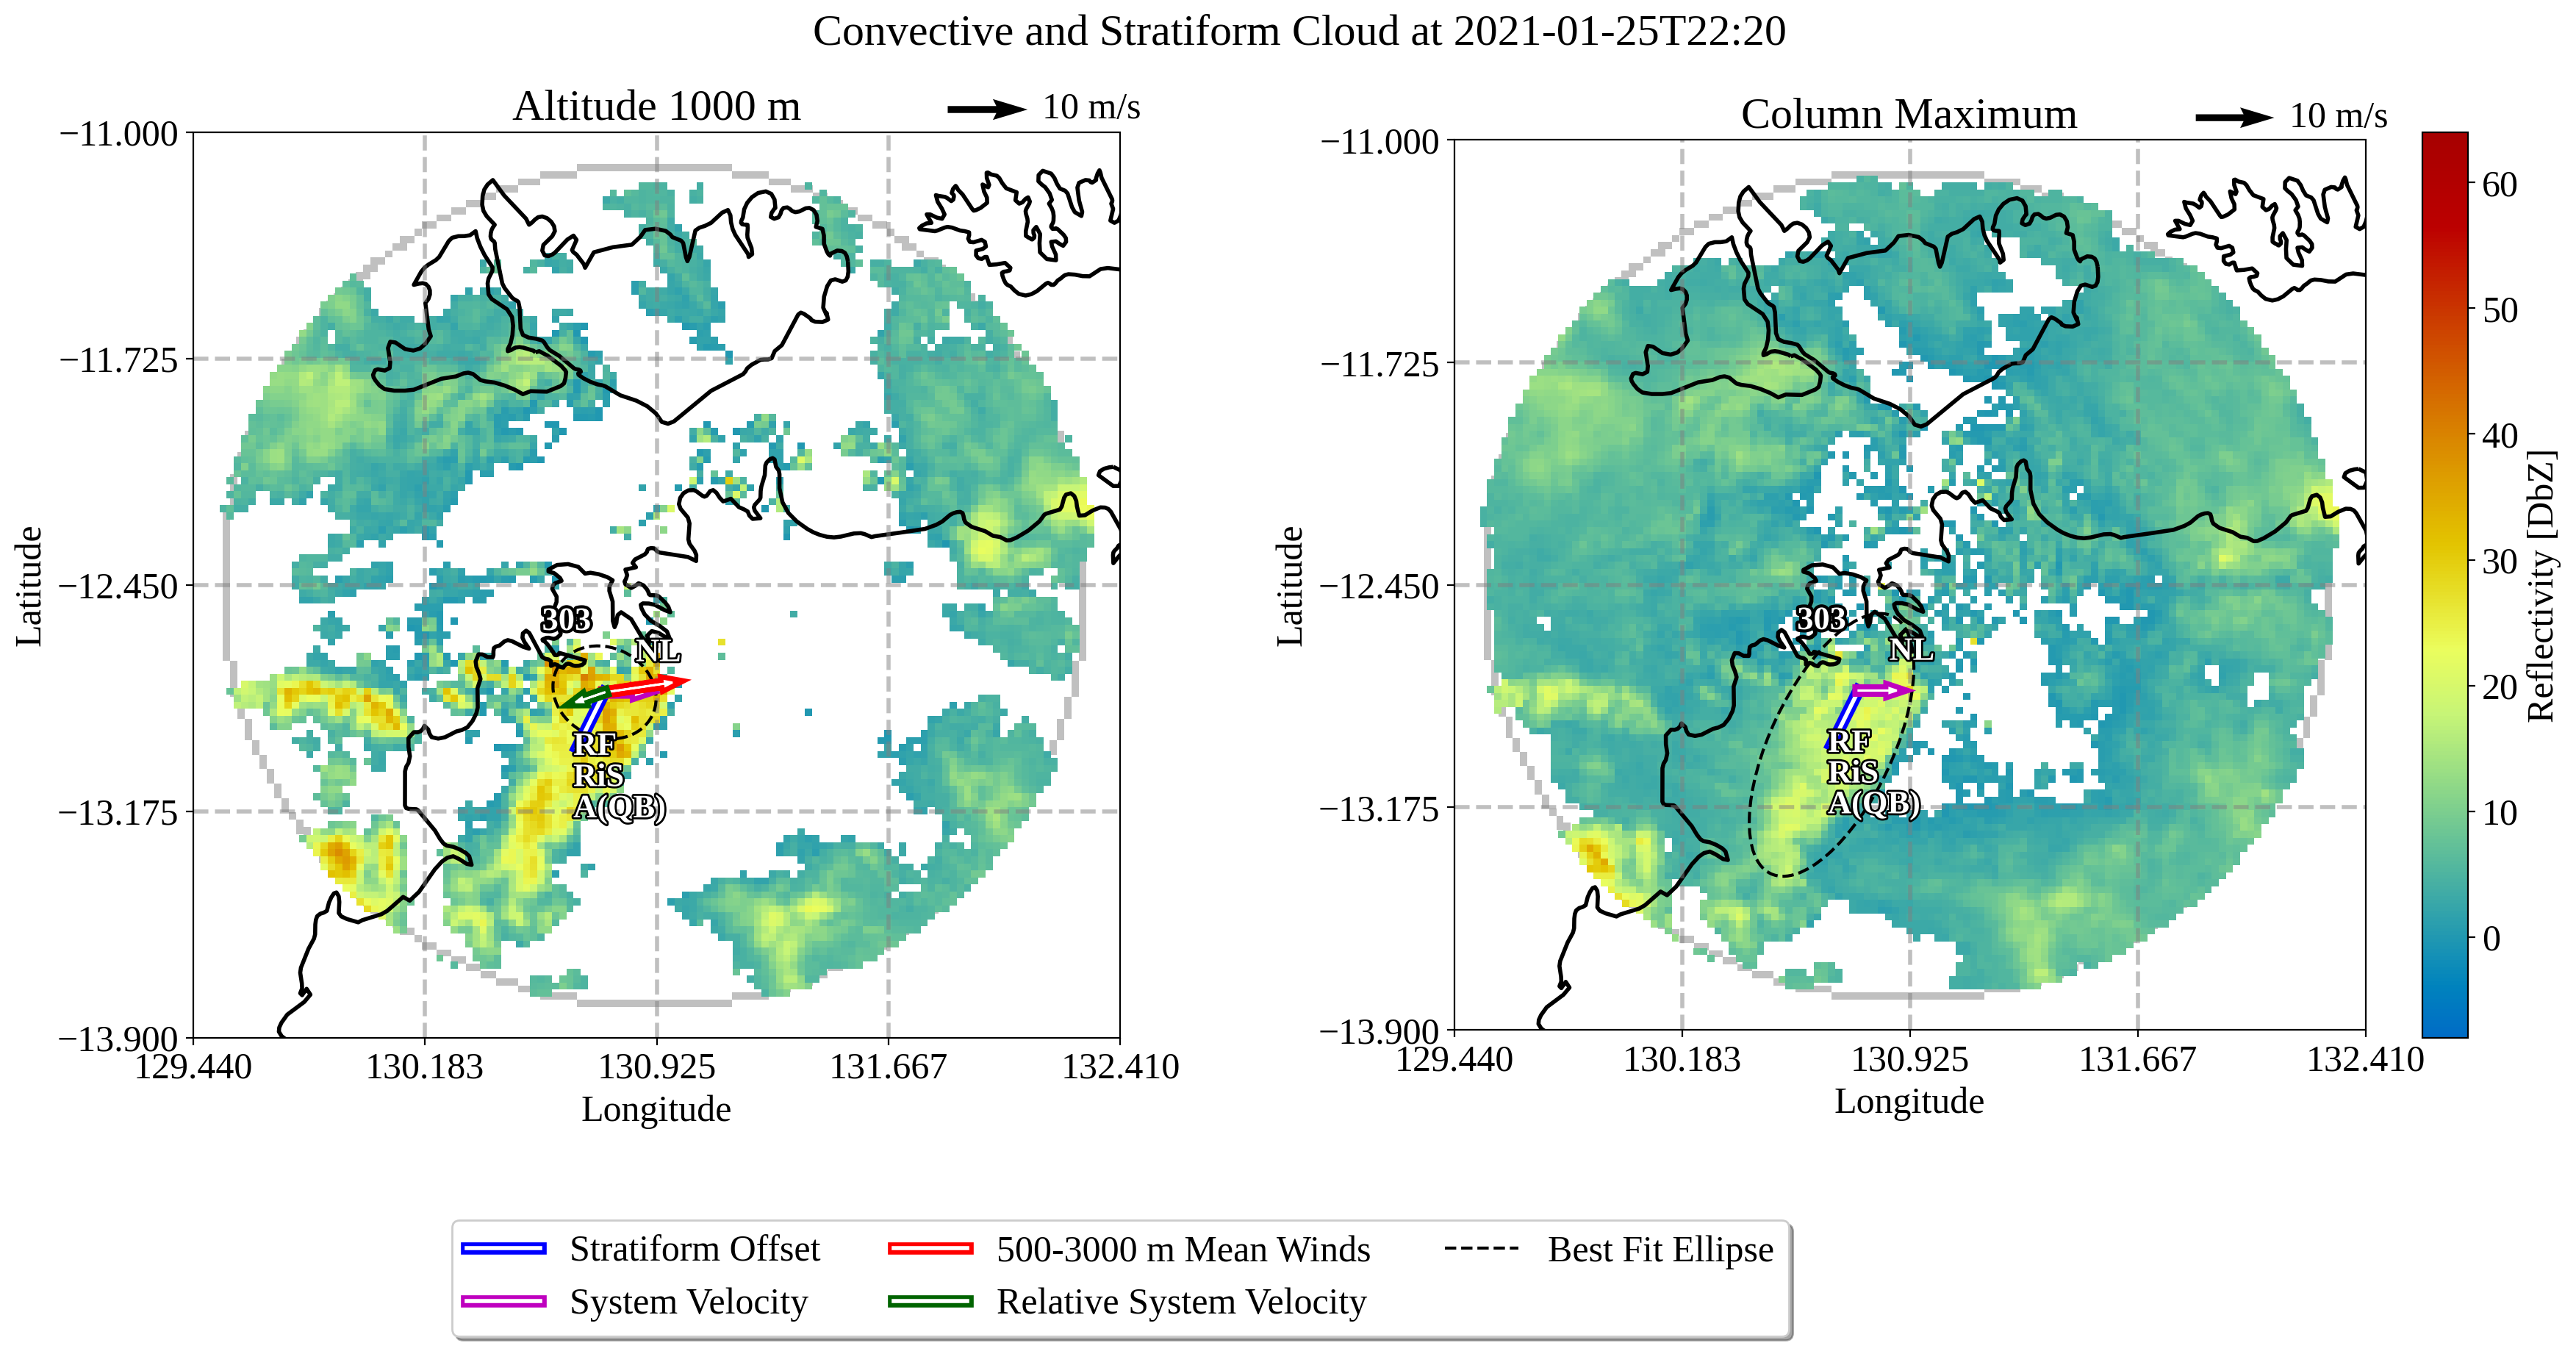 Convective and Stratiform Cloud at 2021-01-25T22:20
Altitude 1000 m
10 m/s
−11.000
−11.725
−12.450
−13.175
−13.900
Latitude
129.440
130.183
130.925
131.667
132.410
Longitude
303
NL
RF
RiS
A(QB)
Column Maximum
10 m/s
−11.000
−11.725
−12.450
−13.175
−13.900
Latitude
129.440
130.183
130.925
131.667
132.410
Longitude
303
NL
RF
RiS
A(QB)
60
50
40
30
20
10
0
Reflectivity [DbZ]
Stratiform Offset
System Velocity
500-3000 m Mean Winds
Relative System Velocity
Best Fit Ellipse